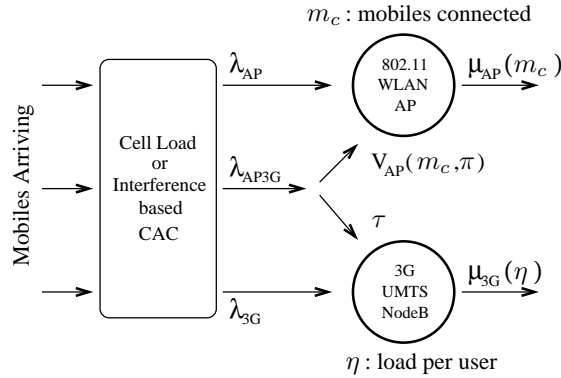 m_c : mobiles connected
Mobiles Arriving
Cell Load
or
Interference
based
CAC
λ_AP
λ_AP3G
λ_3G
802.11
WLAN
AP
μ_AP(m_c)
V_AP(m_c,π)
τ
3G
UMTS
NodeB
μ_3G(η)
η : load per user